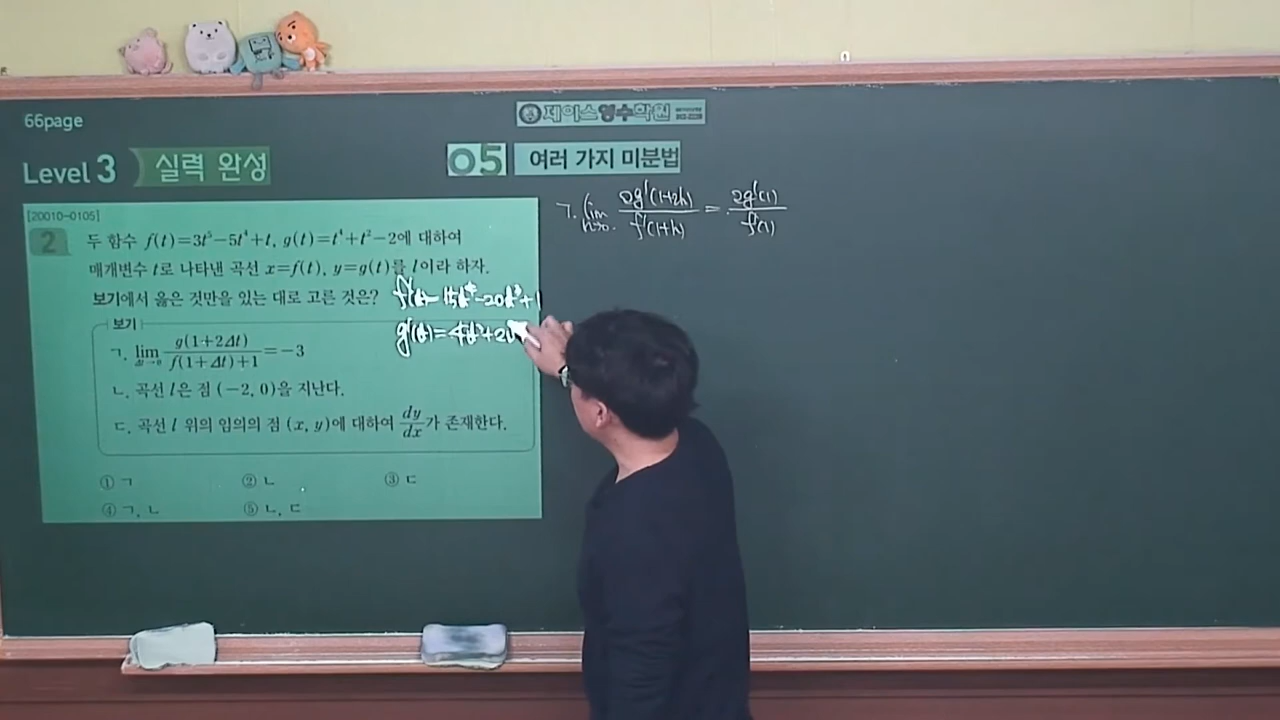 66page
제이스영수학원
Level 3 실력 완성
05 여러 가지 미분법
[20010-0105]
2 두 함수 f(t)=3t⁵-5t⁴+t, g(t)=t⁴+t²-2에 대하여
매개변수 t로 나타낸 곡선 x=f(t), y=g(t)를 l이라 하자.
보기에서 옳은 것만을 있는 대로 고른 것은?
보기
ㄱ. lim_{Δt→0} g(1+2Δt)/f(1+Δt)+1 = -3
ㄴ. 곡선 l은 점 (-2, 0)을 지난다.
ㄷ. 곡선 l 위의 임의의 점 (x, y)에 대하여 dy/dx가 존재한다.
① ㄱ ② ㄴ ③ ㄷ
④ ㄱ, ㄴ ⑤ ㄴ, ㄷ
f'(t)=15t⁴-20t³+1
g'(t)=4t³+2
ㄱ. lim_{h→0} 2g'(1+2h)/f'(1+h) = 2g'(1)/f'(1)